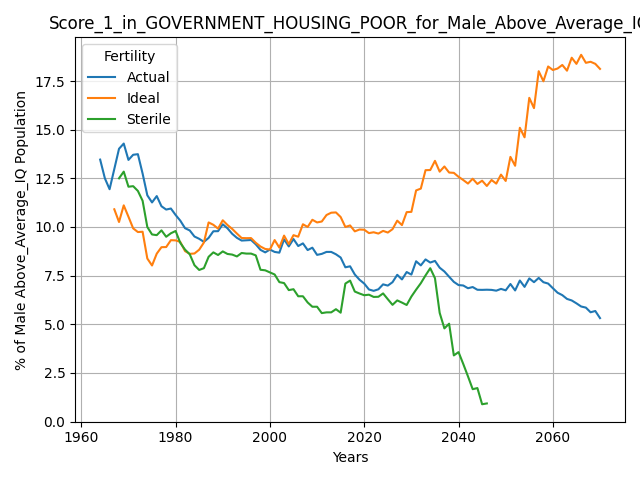 Score_1_in_GOVERNMENT_HOUSING_POOR_for_Male_Above_Average_IQ
Fertility
Actual
Ideal
Sterile
% of Male Above_Average_IQ Population
17.5
15.0
12.5
10.0
7.5
5.0
2.5
0.0
1960 1980 2000 2020 2040 2060
Years